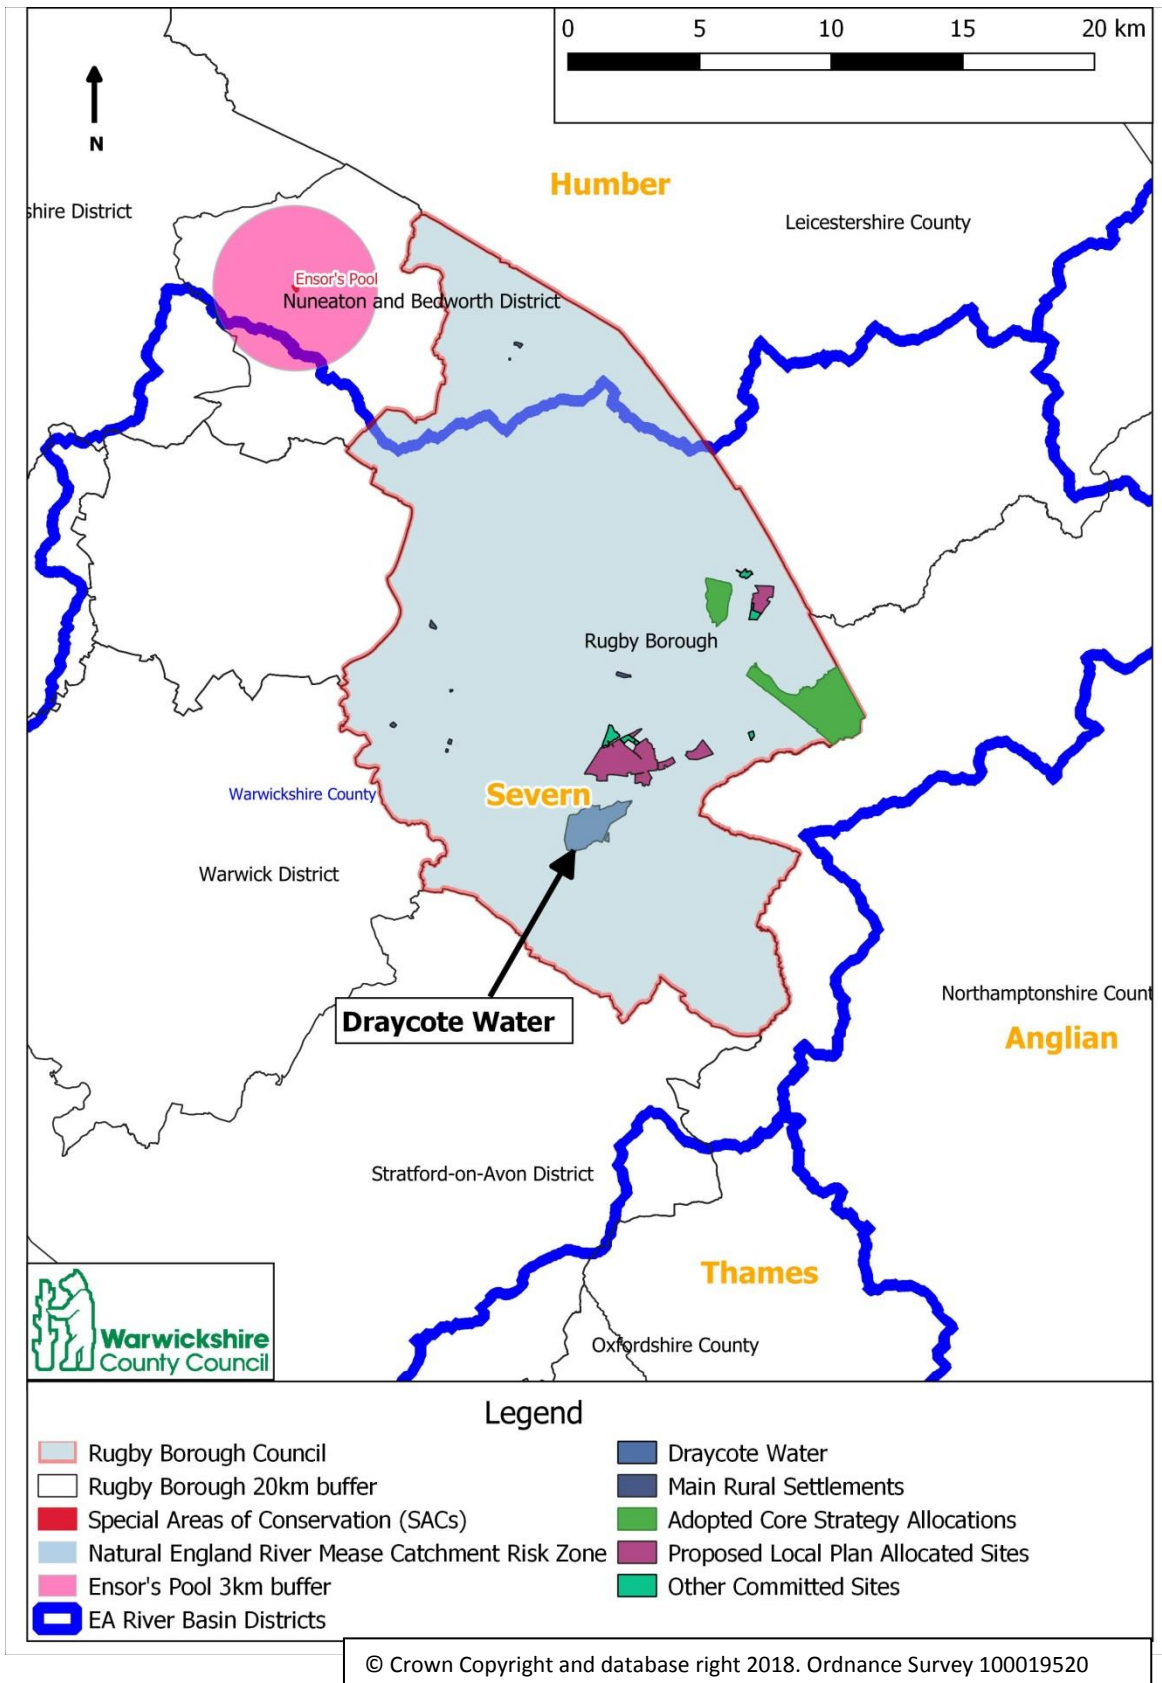 0 5 10 15 20 km
N
Humber
shire District
Leicestershire County
Ensor's Pool
Nuneaton and Bedworth District
Rugby Borough
Warwickshire County
Severn
Warwick District
Draycote Water
Northamptonshire Count
Anglian
Stratford-on-Avon District
Thames
Oxfordshire County
Warwickshire
County Council
Legend
Rugby Borough Council
Rugby Borough 20km buffer
Special Areas of Conservation (SACs)
Natural England River Mease Catchment Risk Zone
Ensor's Pool 3km buffer
EA River Basin Districts
Draycote Water
Main Rural Settlements
Adopted Core Strategy Allocations
Proposed Local Plan Allocated Sites
Other Committed Sites
© Crown Copyright and database right 2018. Ordnance Survey 100019520